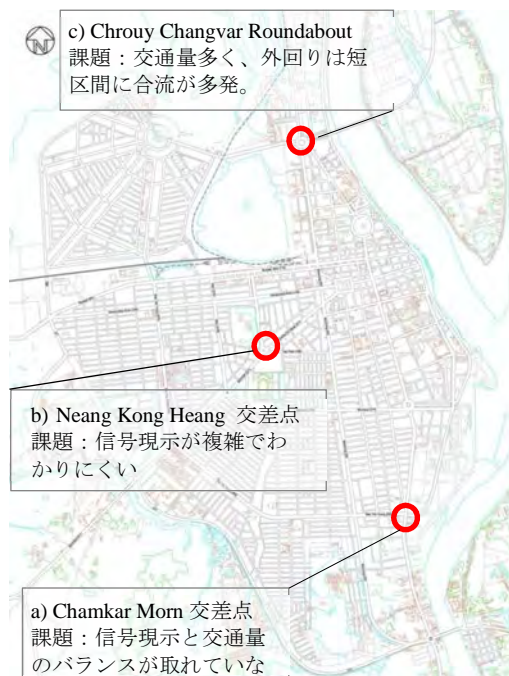 c) Chrouy Changvar Roundabout
課題：交通量多く、外回りは短
区間に合流が多発。
N
b) Neang Kong Heang 交差点
課題：信号現示が複雑でわ
かりにくい
a) Chamkar Morn 交差点
課題：信号現示と交通量
のバランスが取れていな